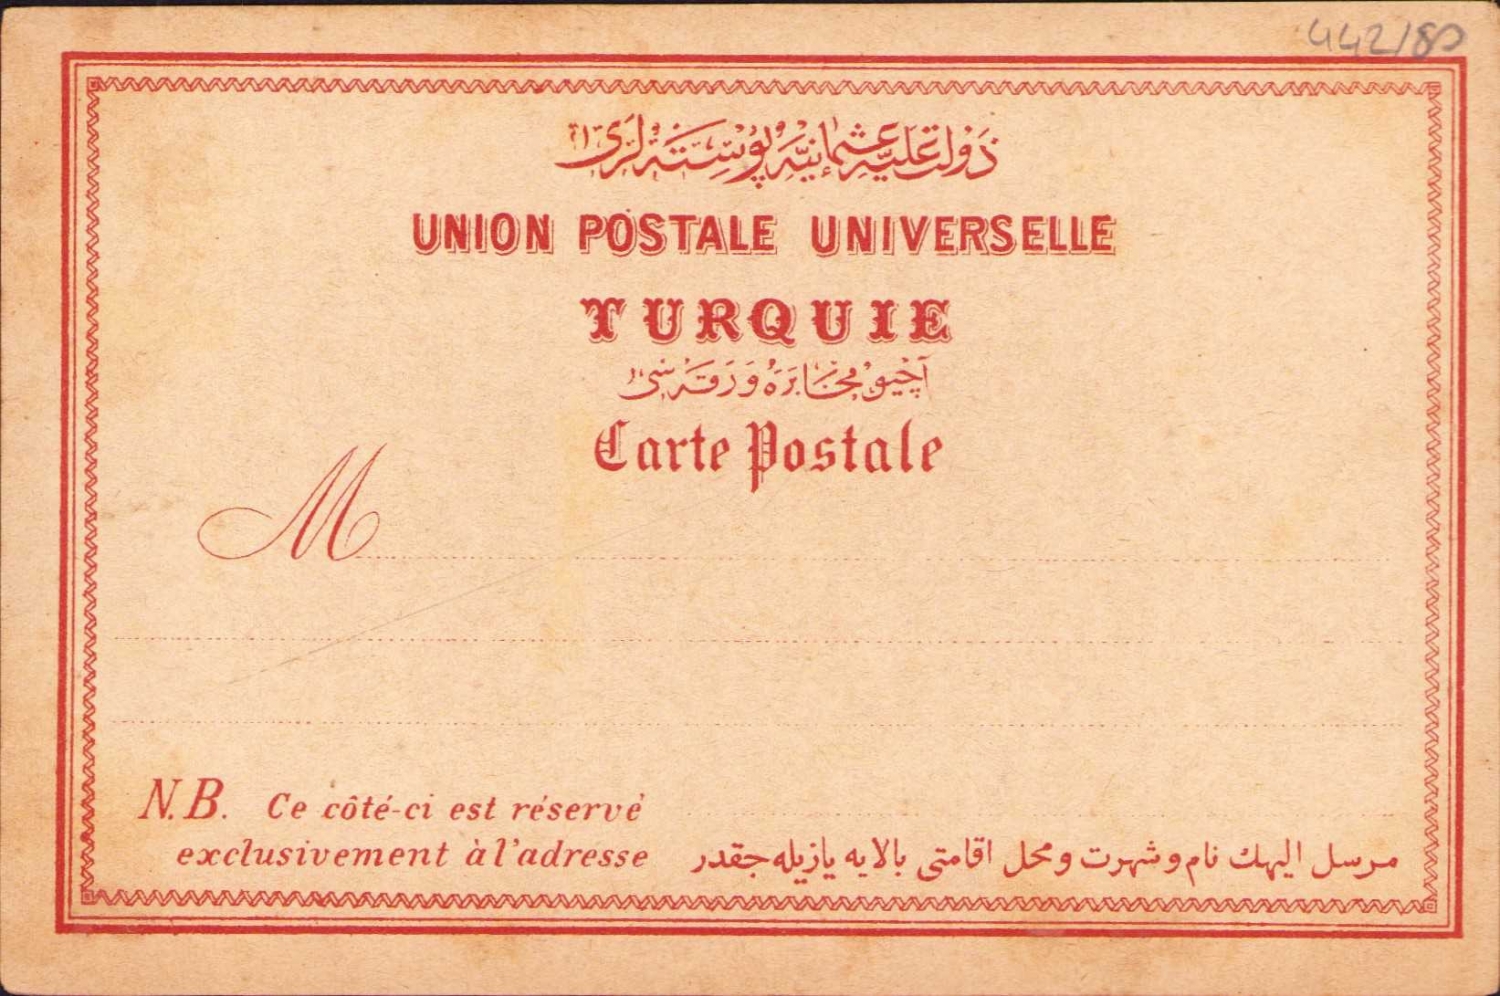 442/80
دولت علیه عثمانیه پوسته لری
UNION POSTALE UNIVERSELLE
TURQUIE
آچیق مخابره ورقه سی
Carte Postale
M
N.B. Ce côté-ci est réservé
exclusivement à l'adresse
مرسل الیهك نام و شهرت و محل اقامتی بالایه یازیله جقدر